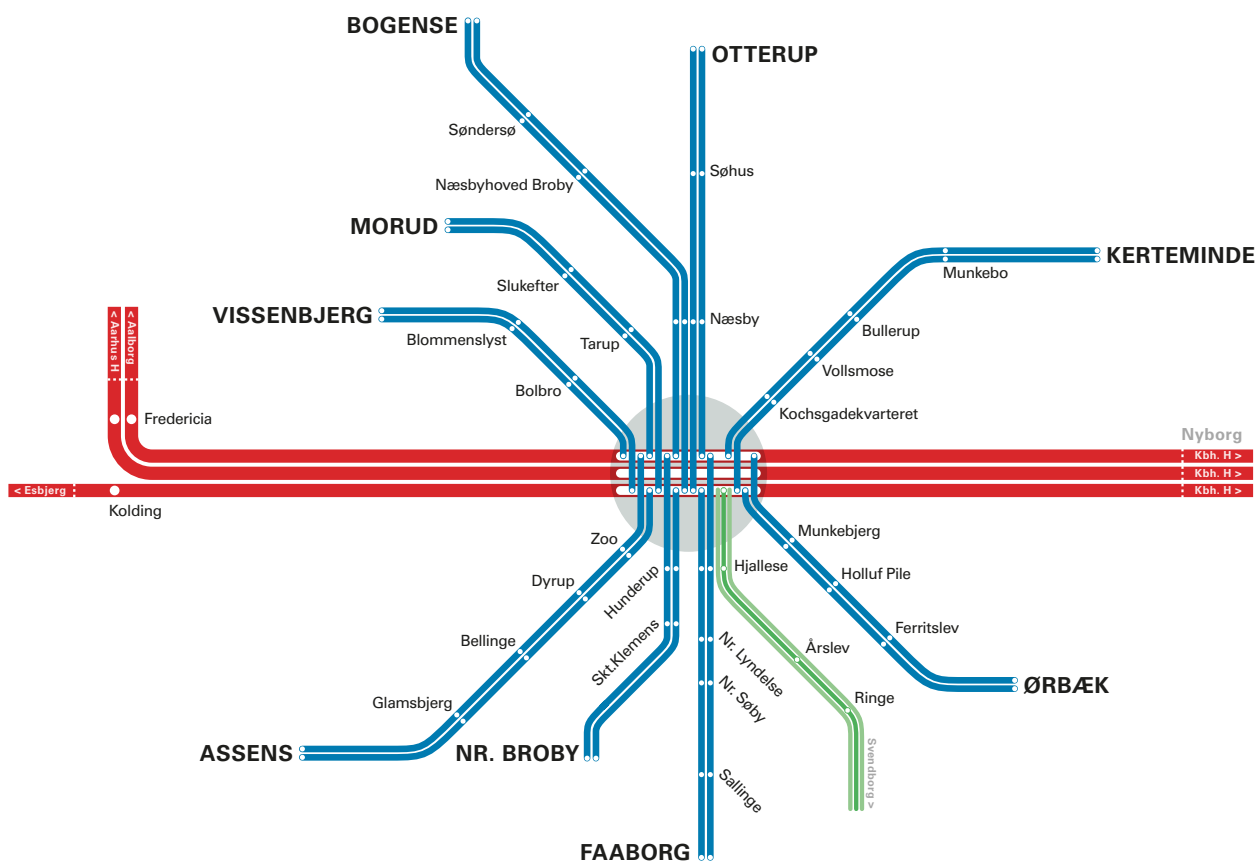 BOGENSE
OTTERUP
Søndersø
Søhus
Næsbyhoved Broby
MORUD
KERTEMINDE
Munkebo
Slukefter
VISSENBJERG
Næsby
Bullerup
Blommenslyst
Tarup
< Aarhus H
< Aalborg
Vollsmose
Bolbro
Kochsgadekvarteret
Fredericia
Nyborg
Kbh. H >
Kbh. H >
< Esbjerg
Kbh. H >
Kolding
Munkebjerg
Zoo
Hjallese
Holluf Pile
Dyrup
Hunderup
Ferritslev
Bellinge
Skt.Klemens
Nr. Lyndelse
Årslev
ØRBÆK
Nr. Søby
Ringe
Glamsbjerg
ASSENS
NR. BROBY
Svendborg >
Sallinge
FAABORG